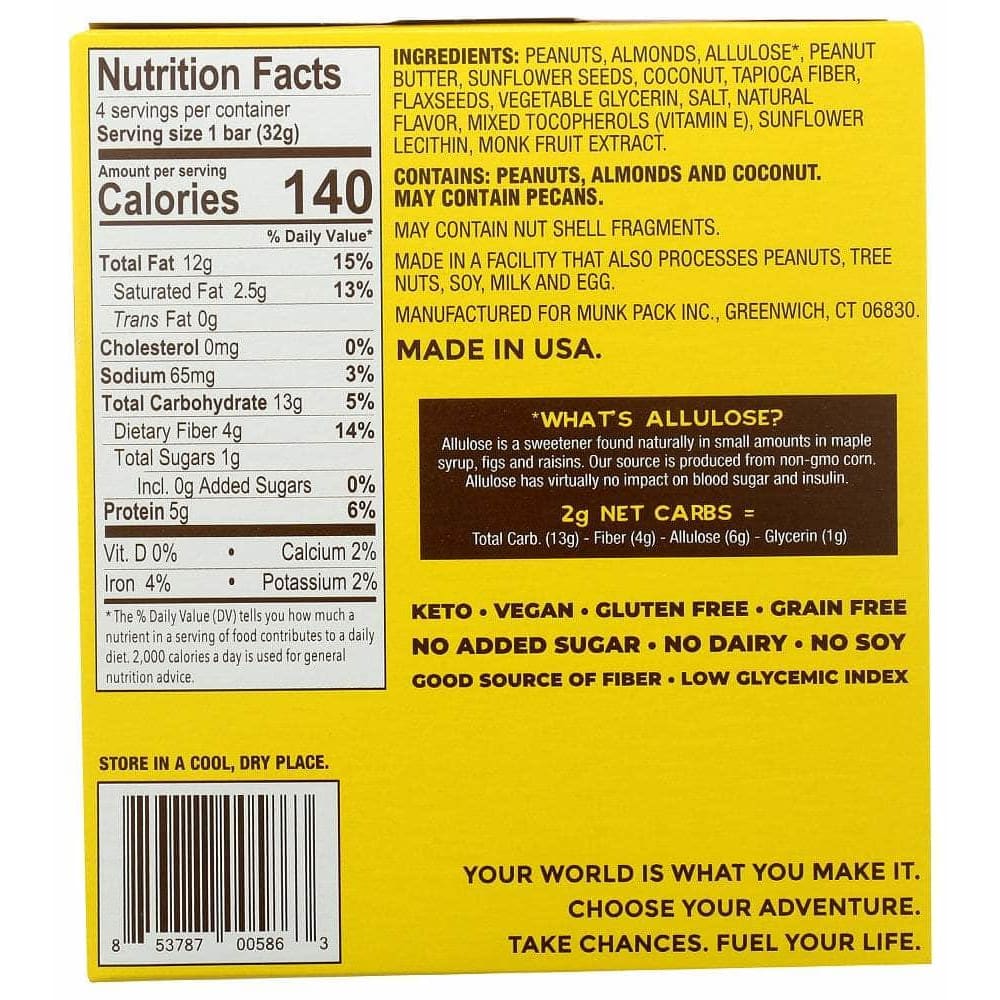 Nutrition Facts
4 servings per container
Serving size 1 bar (32g)
Amount per serving
Calories 140
% Daily Value*
Total Fat 12g 15%
Saturated Fat 2.5g 13%
Trans Fat 0g
Cholesterol 0mg 0%
Sodium 65mg 3%
Total Carbohydrate 13g 5%
Dietary Fiber 4g 14%
Total Sugars 1g
Incl. 0g Added Sugars 0%
Protein 5g 6%
Vit. D 0% • Calcium 2%
Iron 4% • Potassium 2%
*The % Daily Value (DV) tells you how much a
nutrient in a serving of food contributes to a daily
diet. 2,000 calories a day is used for general
nutrition advice.
INGREDIENTS: PEANUTS, ALMONDS, ALLULOSE*, PEANUT
BUTTER, SUNFLOWER SEEDS, COCONUT, TAPIOCA FIBER,
FLAXSEEDS, VEGETABLE GLYCERIN, SALT, NATURAL
FLAVOR, MIXED TOCOPHEROLS (VITAMIN E), SUNFLOWER
LECITHIN, MONK FRUIT EXTRACT.
CONTAINS: PEANUTS, ALMONDS AND COCONUT.
MAY CONTAIN PECANS.
MAY CONTAIN NUT SHELL FRAGMENTS.
MADE IN A FACILITY THAT ALSO PROCESSES PEANUTS, TREE
NUTS, SOY, MILK AND EGG.
MANUFACTURED FOR MUNK PACK INC., GREENWICH, CT 06830.
MADE IN USA.
*WHAT'S ALLULOSE?
Allulose is a sweetener found naturally in small amounts in maple
syrup, figs and raisins. Our source is produced from non-gmo corn.
Allulose has virtually no impact on blood sugar and insulin.
2g NET CARBS =
Total Carb. (13g) - Fiber (4g) - Allulose (6g) - Glycerin (1g)
KETO • VEGAN • GLUTEN FREE • GRAIN FREE
NO ADDED SUGAR • NO DAIRY • NO SOY
GOOD SOURCE OF FIBER • LOW GLYCEMIC INDEX
STORE IN A COOL, DRY PLACE.
8 53787 00586 3
YOUR WORLD IS WHAT YOU MAKE IT.
CHOOSE YOUR ADVENTURE.
TAKE CHANCES. FUEL YOUR LIFE.